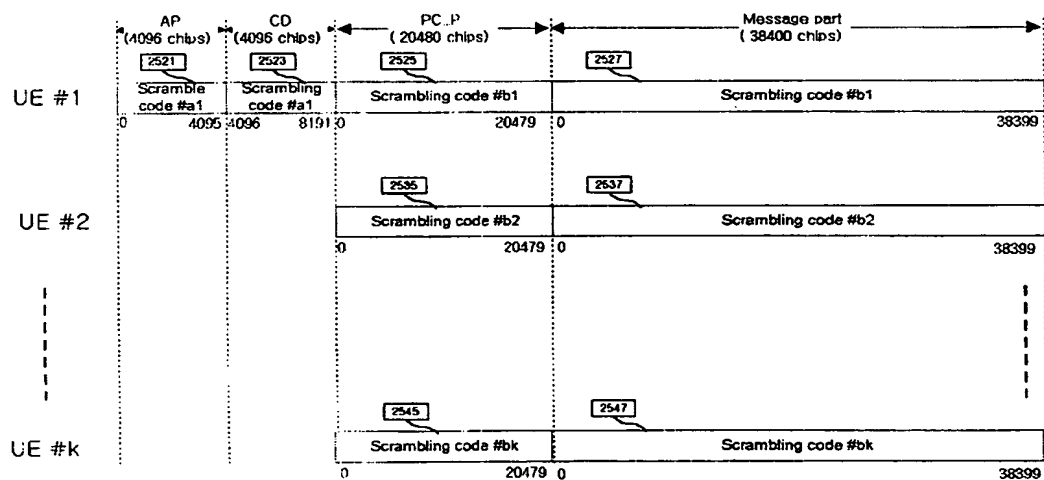 AP
(4096 chips)
CD
(4096 chips)
PC..P
(20480 chips)
Message part
(38400 chips)
2521
2523
2525
2527
UE #1
Scramble
code #a1
Scrambling
code #a1
Scrambling code #b1
Scrambling code #b1
0
4095
4096
8191
0
20479
0
38399
2535
2537
UE #2
Scrambling code #b2
Scrambling code #b2
0
20479
0
38399
2545
2547
UE #k
Scrambling code #bk
Scrambling code #bk
0
20479
0
38399